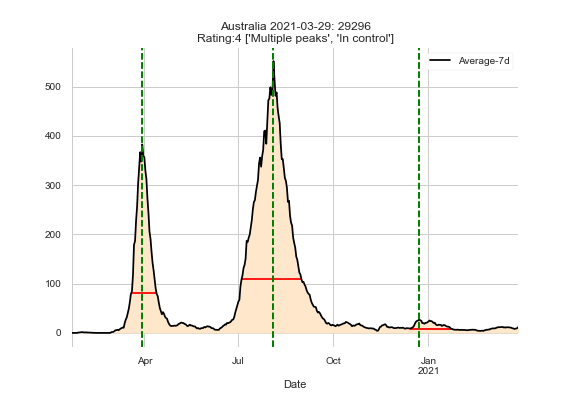 Australia 2021-03-29: 29296
Rating:4 ['Multiple peaks', 'In control']
Average-7d
500
400
300
200
100
0
Apr
Jul
Oct
Jan
2021
Date